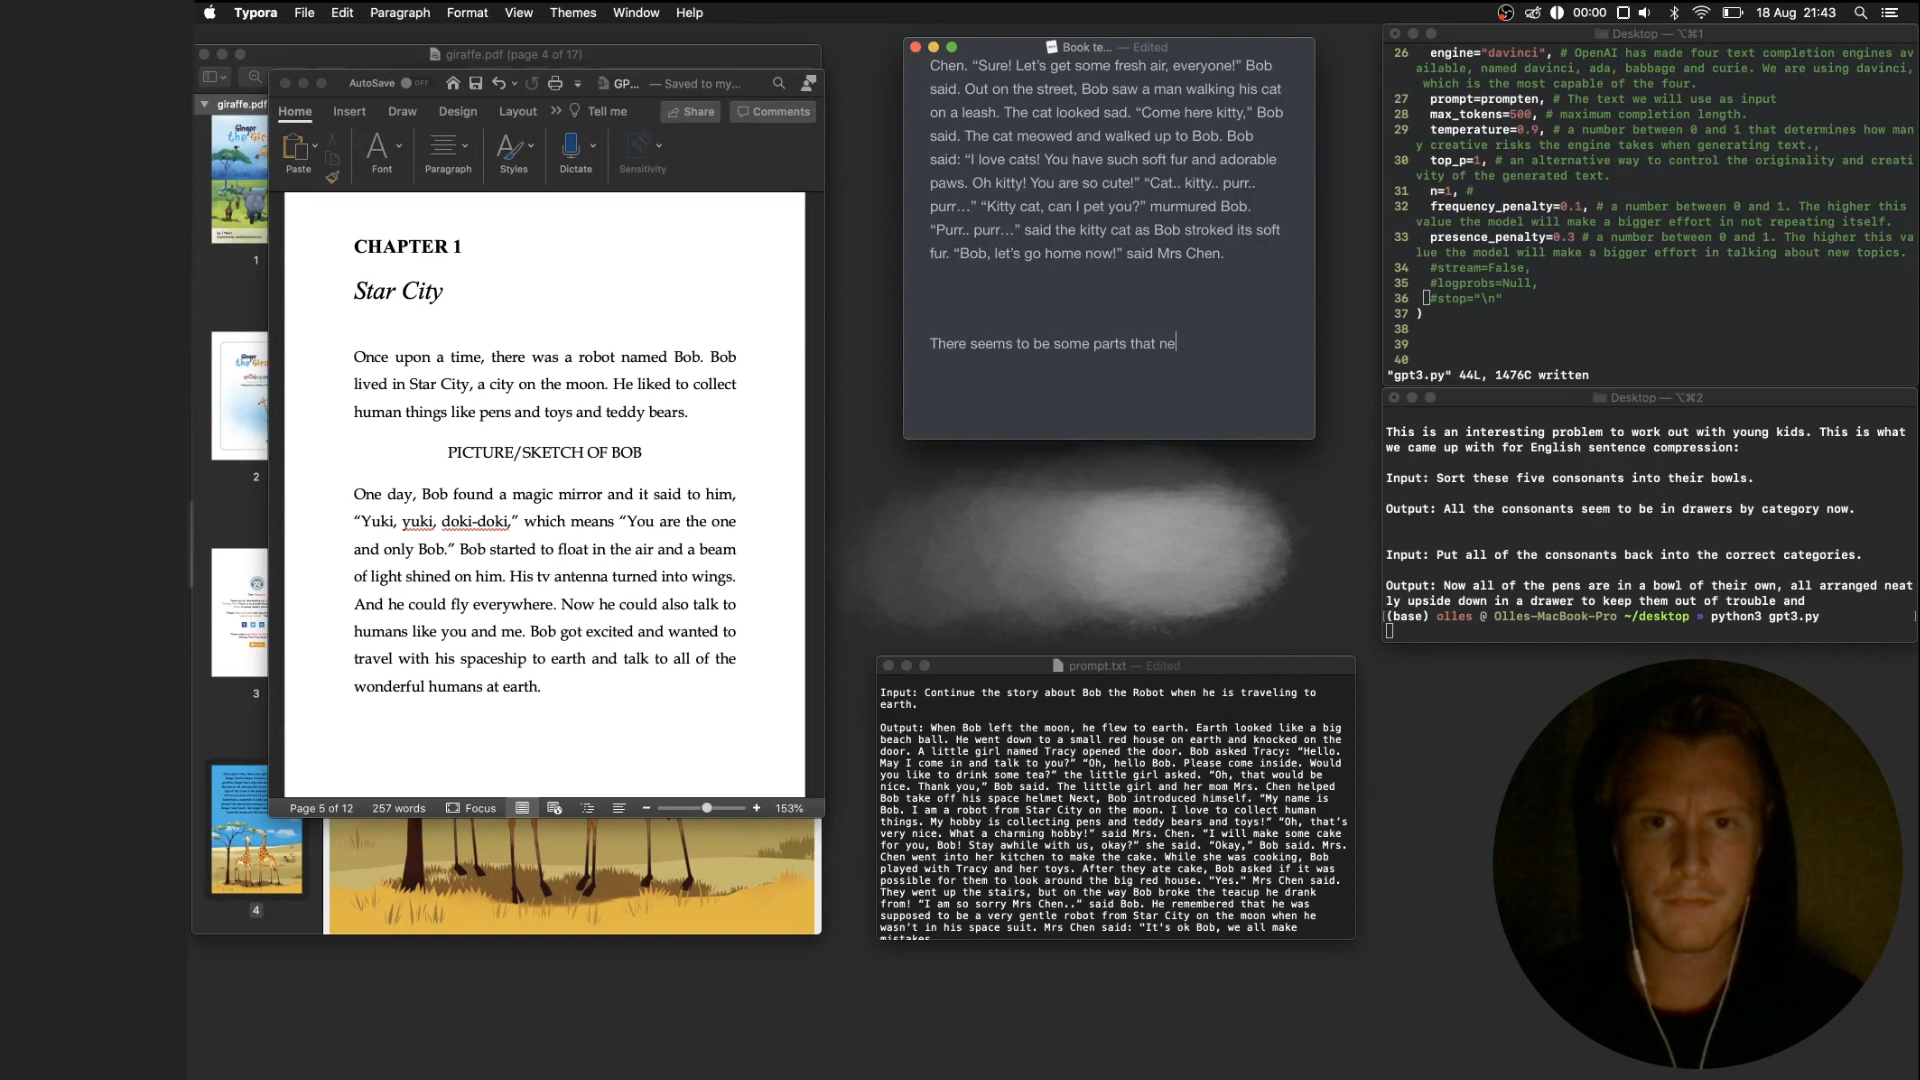 Typora File Edit Paragraph Format View Themes Window Help
00:00 18 Aug 21:43
giraffe.pdf (page 4 of 17)
giraffe.pdf
Ginger
1
Ginger
2
3
4
AutoSave OFF GP... — Saved to my...
Home Insert Draw Design Layout Tell me Share Comments
Paste Font Paragraph Styles Dictate Sensitivity
CHAPTER 1
Star City
Once upon a time, there was a robot named Bob. Bob
lived in Star City, a city on the moon. He liked to collect
human things like pens and toys and teddy bears.
PICTURE/SKETCH OF BOB
One day, Bob found a magic mirror and it said to him,
“Yuki, yuki, doki-doki,” which means “You are the one
and only Bob.” Bob started to float in the air and a beam
of light shined on him. His tv antenna turned into wings.
And he could fly everywhere. Now he could also talk to
humans like you and me. Bob got excited and wanted to
travel with his spaceship to earth and talk to all of the
wonderful humans at earth.
Page 5 of 12 257 words Focus 153%
Book te... — Edited
Chen. “Sure! Let’s get some fresh air, everyone!” Bob
said. Out on the street, Bob saw a man walking his cat
on a leash. The cat looked sad. “Come here kitty,” Bob
said. The cat meowed and walked up to Bob. Bob
said: “I love cats! You have such soft fur and adorable
paws. Oh kitty! You are so cute!” “Cat.. kitty.. purr..
purr…” “Kitty cat, can I pet you?” murmured Bob.
“Purr.. purr…” said the kitty cat as Bob stroked its soft
fur. “Bob, let’s go home now!” said Mrs Chen.
There seems to be some parts that ne
prompt.txt — Edited
Input: Continue the story about Bob the Robot when he is traveling to
earth.
Output: When Bob left the moon, he flew to earth. Earth looked like a big
beach ball. He went down to a small red house on earth and knocked on the
door. A little girl named Tracy opened the door. Bob asked Tracy: “Hello.
May I come in and talk to you?” “Oh, hello Bob. Please come inside. Would
you like to drink some tea?” the little girl asked. “Oh, that would be
nice. Thank you,” Bob said. The little girl and her mom Mrs. Chen helped
Bob take off his space helmet Next, Bob introduced himself. “My name is
Bob. I am a robot from Star City on the moon. I love to collect human
things. My hobby is collecting pens and teddy bears and toys!” “Oh, that’s
very nice. What a charming hobby!” said Mrs. Chen. “I will make some cake
for you, Bob! Stay awhile with us, okay?” she said. “Okay,” Bob said. Mrs.
Chen went into her kitchen to make the cake. While she was cooking, Bob
played with Tracy and her toys. After they ate cake, Bob asked if it was
possible for them to look around the big red house. "Yes." Mrs Chen said.
They went up the stairs, but on the way Bob broke the teacup he drank
from! “I am so sorry Mrs Chen..” said Bob. He remembered that he was
supposed to be a very gentle robot from Star City on the moon when he
wasn’t in his space suit. Mrs Chen said: "It's ok Bob, we all make
mistakes
Desktop — ⌥⌘1
26 engine="davinci", # OpenAI has made four text completion engines av
ailable, named davinci, ada, babbage and curie. We are using davinci,
which is the most capable of the four.
27 prompt=prompten, # The text we will use as input
28 max_tokens=500, # maximum completion length.
29 temperature=0.9, # a number between 0 and 1 that determines how man
y creative risks the engine takes when generating text.,
30 top_p=1, # an alternative way to control the originality and creati
vity of the generated text.
31 n=1, #
32 frequency_penalty=0.1, # a number between 0 and 1. The higher this
value the model will make a bigger effort in not repeating itself.
33 presence_penalty=0.3 # a number between 0 and 1. The higher this va
lue the model will make a bigger effort in talking about new topics.
34 #stream=False,
35 #logprobs=Null,
36 #stop="\n"
37 )
38
39
40
"gpt3.py" 44L, 1476C written
Desktop — ⌥⌘2
This is an interesting problem to work out with young kids. This is what
we came up with for English sentence compression:
Input: Sort these five consonants into their bowls.
Output: All the consonants seem to be in drawers by category now.
Input: Put all of the consonants back into the correct categories.
Output: Now all of the pens are in a bowl of their own, all arranged neat
ly upside down in a drawer to keep them out of trouble and
(base) olles @ Olles-MacBook-Pro ~/desktop » python3 gpt3.py